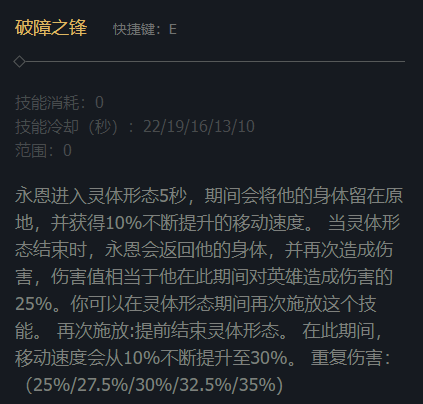 破障之锋 快捷键：E
技能消耗：0
技能冷却（秒）：22/19/16/13/10
范围：0
永恩进入灵体形态5秒，期间会将他的身体留在原
地，并获得10%不断提升的移动速度。 当灵体形
态结束时，永恩会返回他的身体，并再次造成伤
害，伤害值相当于他在此期间对英雄造成伤害的
25%。你可以在灵体形态期间再次施放这个技
能。 再次施放:提前结束灵体形态。 在此期间，
移动速度会从10%不断提升至30%。 重复伤害：
（25%/27.5%/30%/32.5%/35%）